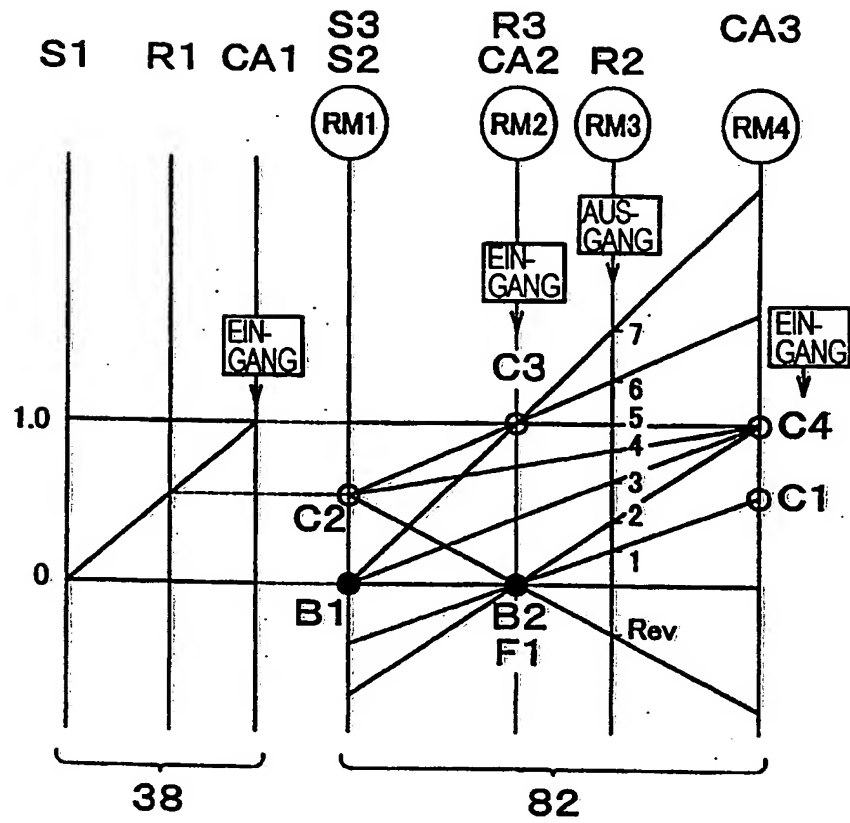 S3 R3 CA3
S1 R1 CA1 S2 CA2 R2
RM1 RM2 RM3 RM4
AUS-
GANG
EIN-
GANG
EIN-
GANG
EIN-
GANG
7
C3
6
1.0
5
C4
4
3
C2
2
C1
1
0
B1
B2
F1
Rev
38 82